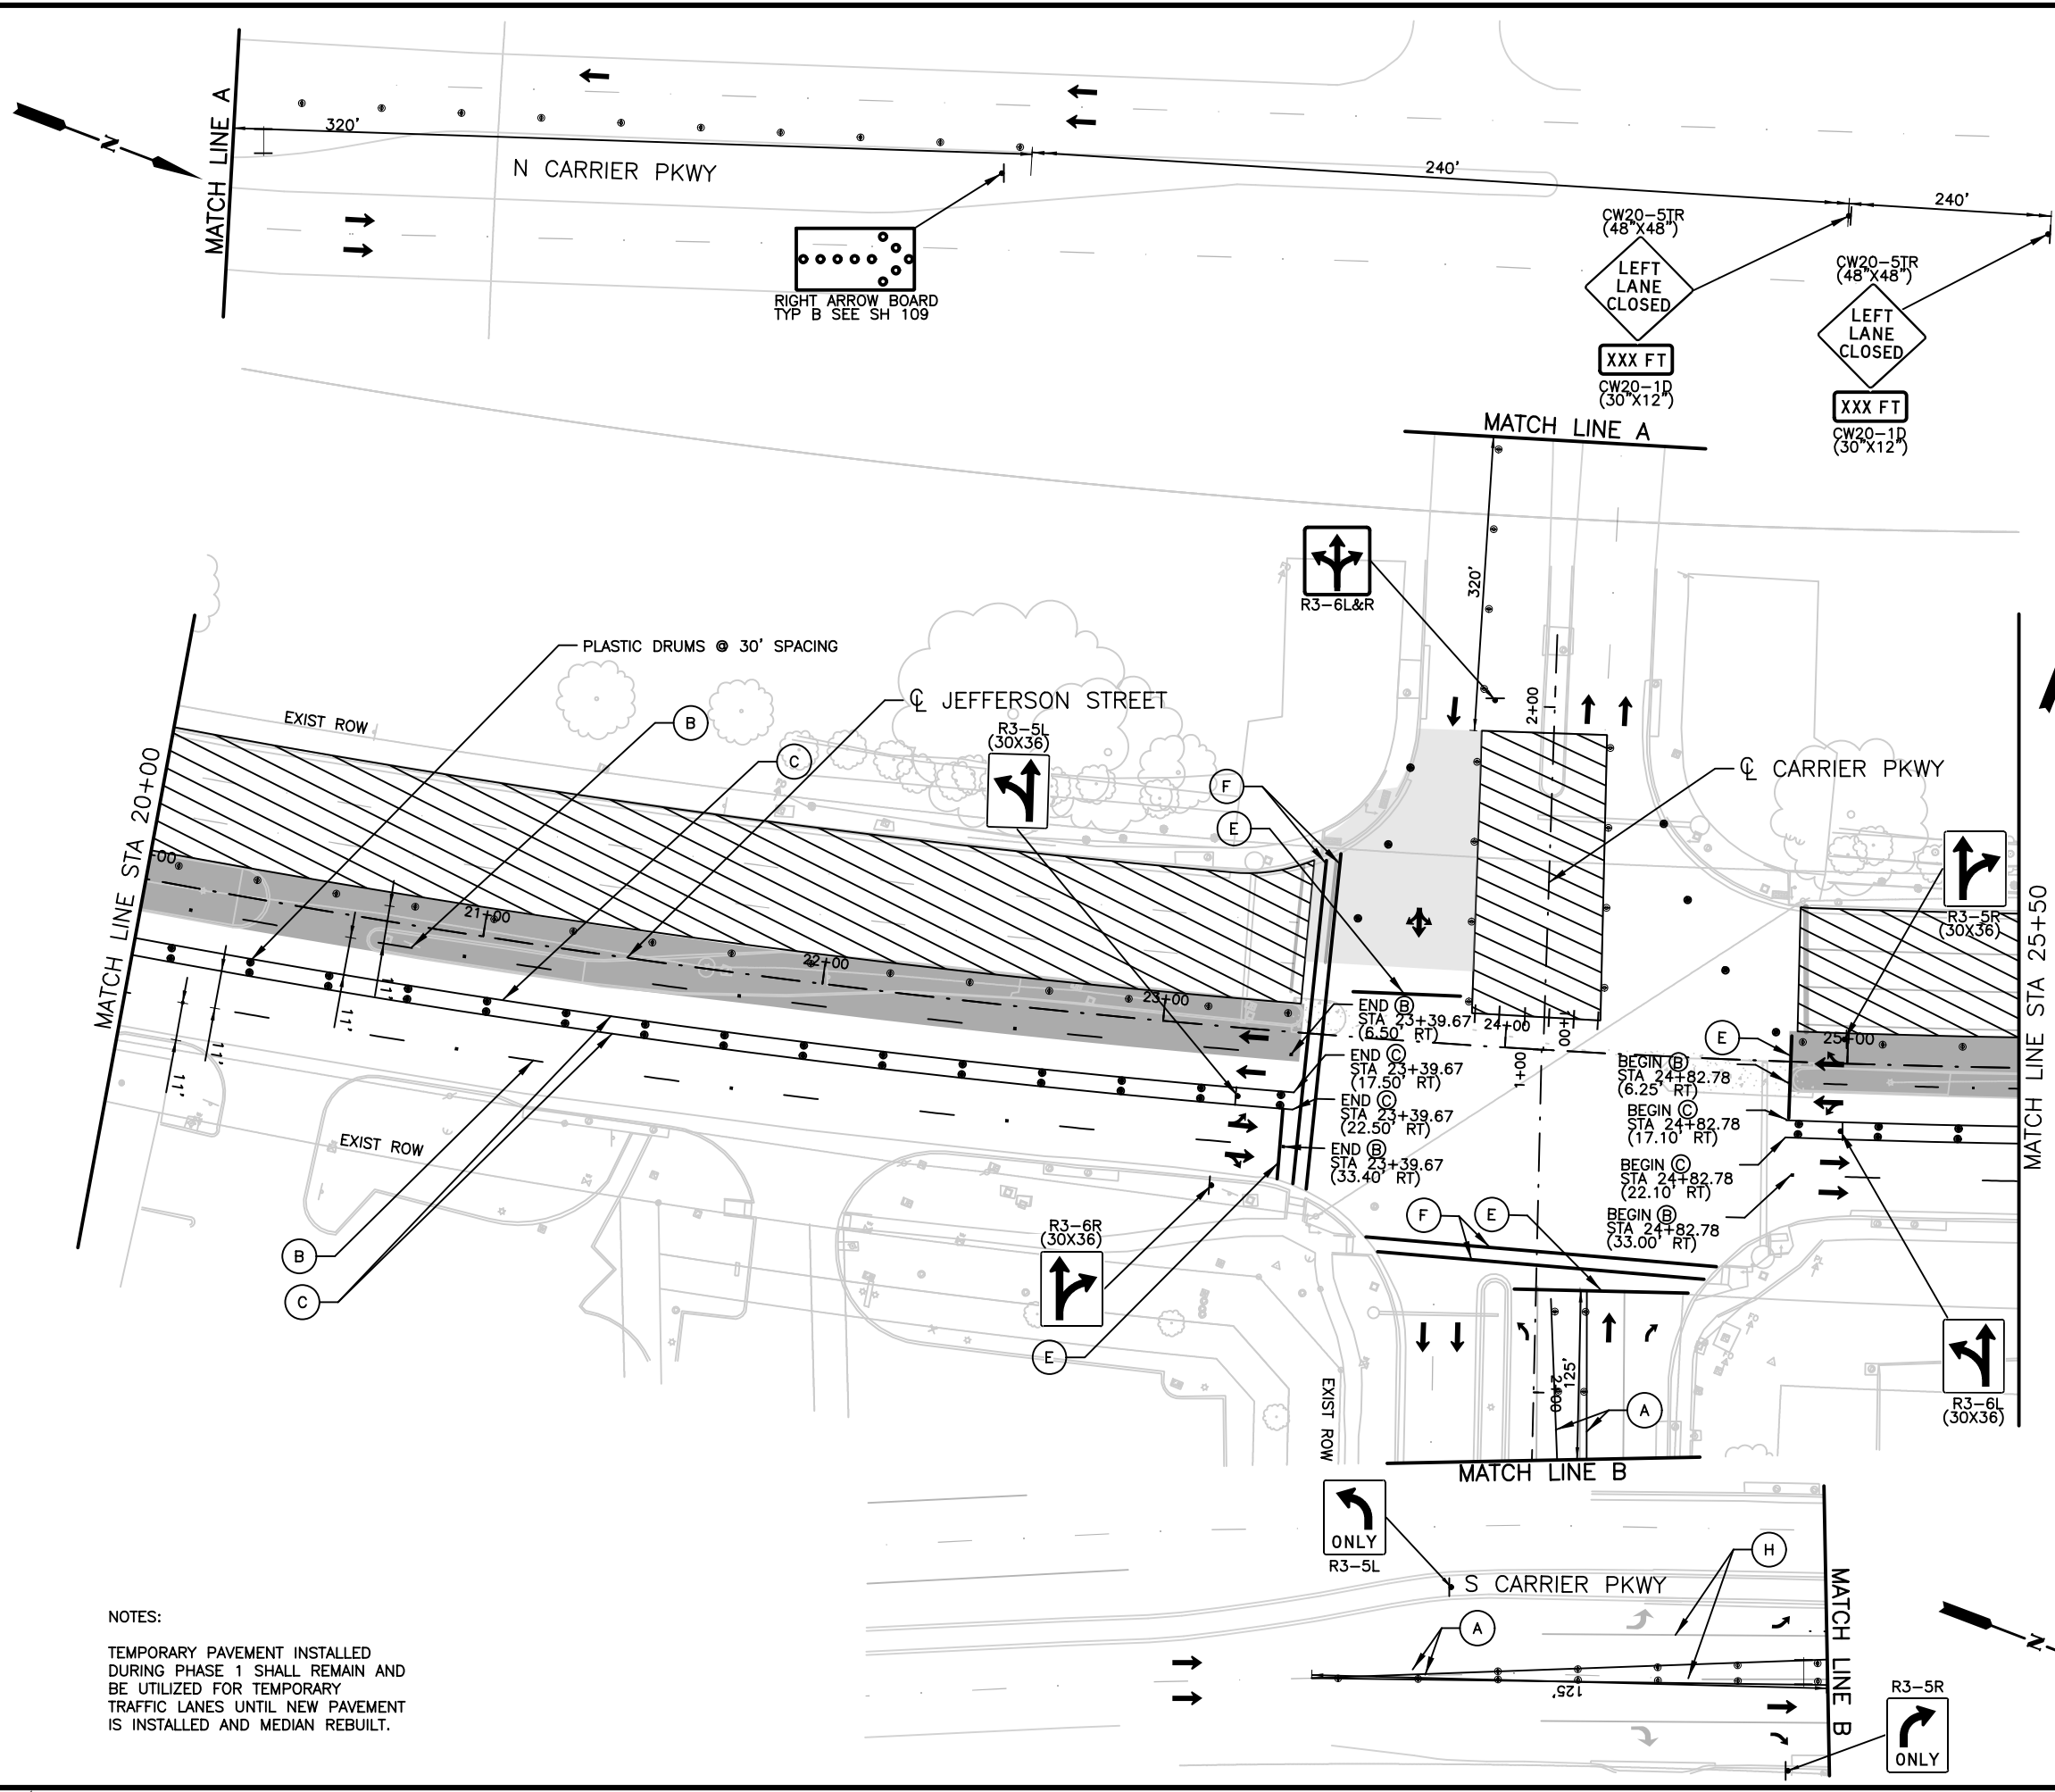 MATCH LINE A
N
320'
N CARRIER PKWY
240'
240'
RIGHT ARROW BOARD
TYP B SEE SH 109
CW20-5TR
(48"X48")
LEFT
LANE
CLOSED
XXX FT
CW20-1D
(30"X12")
CW20-5TR
(48"X48")
LEFT
LANE
CLOSED
XXX FT
CW20-1D
(30"X12")
MATCH LINE A
320'
R3-6L&R
PLASTIC DRUMS @ 30' SPACING
B
C
℄ JEFFERSON STREET
R3-5L
(30X36)
EXIST ROW
MATCH LINE STA 20+00
F
E
2+00
℄ CARRIER PKWY
R3-5R
(30X36)
MATCH LINE STA 25+50
21+00
22+00
23+00
24+00
25+00
1+00
1+00
11'
11'
11'
11'
END B
STA 23+39.67
(6.50' RT)
END C
STA 23+39.67
(17.50' RT)
END C
STA 23+39.67
(22.50' RT)
END B
STA 23+39.67
(33.40' RT)
E
BEGIN B
STA 24+82.78
(6.25' RT)
BEGIN C
STA 24+82.78
(17.10' RT)
BEGIN C
STA 24+82.78
(22.10' RT)
BEGIN B
STA 24+82.78
(33.00' RT)
EXIST ROW
B
C
R3-6R
(30X36)
E
F
E
EXIST ROW
125'
2+00
A
R3-6L
(30X36)
MATCH LINE B
ONLY
R3-5L
S CARRIER PKWY
H
A
125'
MATCH LINE B
N
R3-5R
ONLY
NOTES:
TEMPORARY PAVEMENT INSTALLED
DURING PHASE 1 SHALL REMAIN AND
BE UTILIZED FOR TEMPORARY
TRAFFIC LANES UNTIL NEW PAVEMENT
IS INSTALLED AND MEDIAN REBUILT.